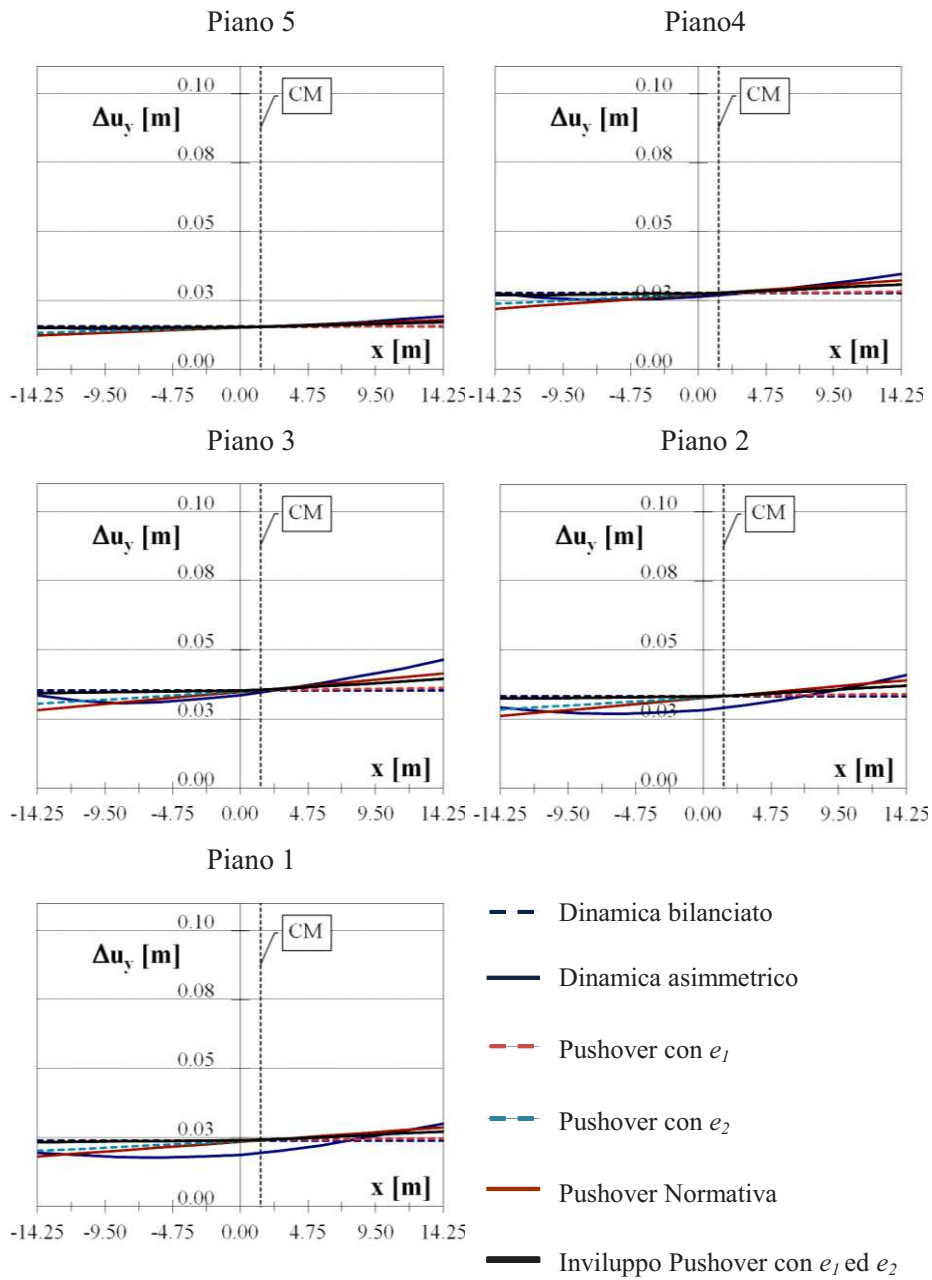 Piano 5
0.10
CM
Δu_y [m]
0.08
0.05
0.03
x [m]
0.00
-14.25 -9.50 -4.75 0.00 4.75 9.50 14.25
Piano4
0.10
CM
Δu_y [m]
0.08
0.05
0.03
x [m]
0.00
-14.25 -9.50 -4.75 0.00 4.75 9.50 14.25
Piano 3
0.10
CM
Δu_y [m]
0.08
0.05
0.03
x [m]
0.00
-14.25 -9.50 -4.75 0.00 4.75 9.50 14.25
Piano 2
0.10
CM
Δu_y [m]
0.08
0.05
0.03
x [m]
0.00
-14.25 -9.50 -4.75 0.00 4.75 9.50 14.25
Piano 1
0.10
CM
Δu_y [m]
0.08
0.05
0.03
x [m]
0.00
-14.25 -9.50 -4.75 0.00 4.75 9.50 14.25
Dinamica bilanciato
Dinamica asimmetrico
Pushover con e_1
Pushover con e_2
Pushover Normativa
Inviluppo Pushover con e_1 ed e_2